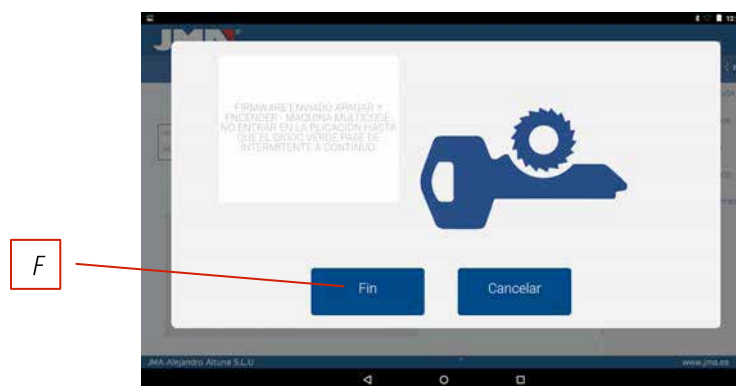 12:
JMA
FIRMWARE ENVIADO APAGAR Y
ENCENDER - MAQUINA MULTICODE -
NO ENTRAR EN LA PLICACION HASTA
QUE EL DIODO VERDE PASE DE
INTERMITENTE A CONTINUO.
F
Fin
Cancelar
JMA Alejandro Altuna S.L.U
www.jma.es